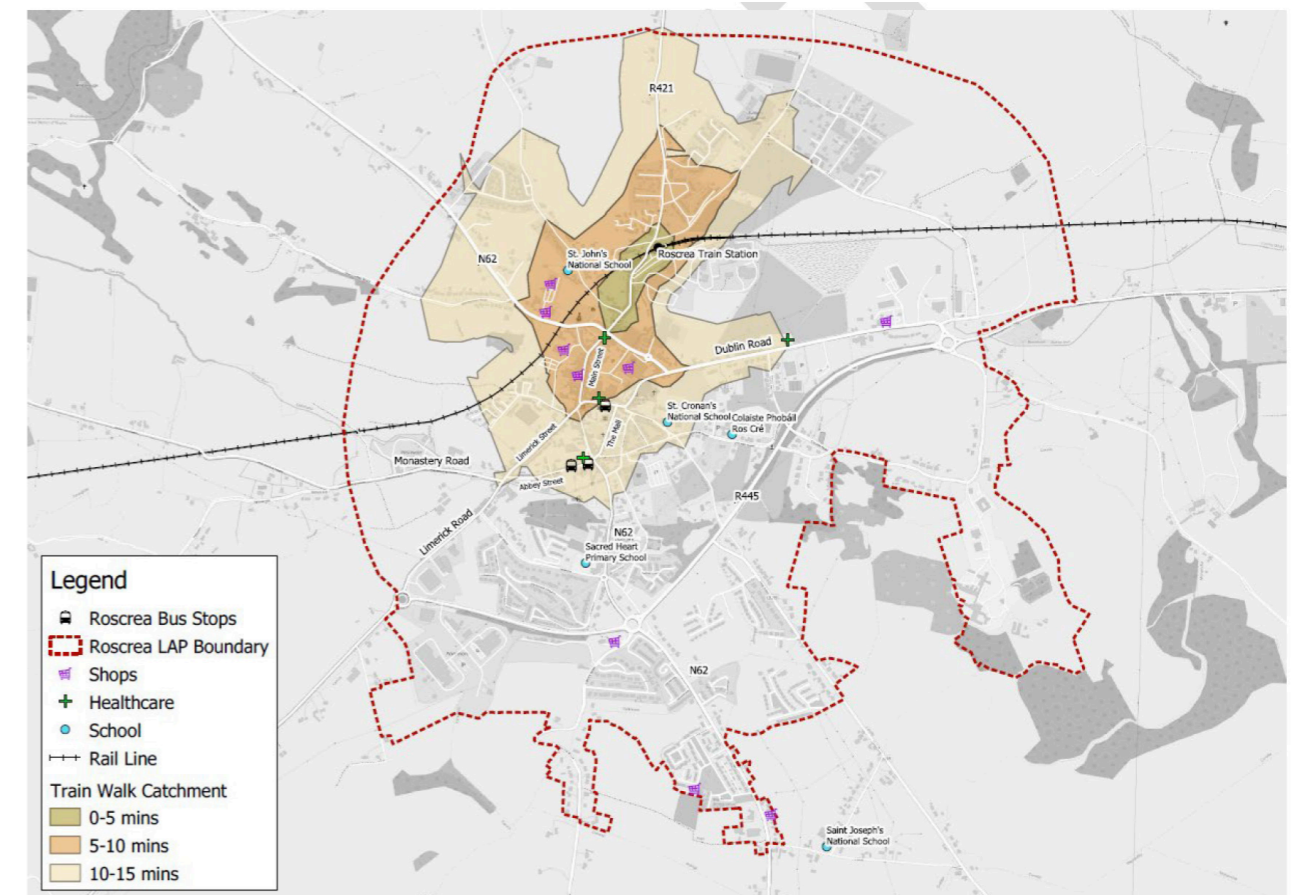 R421
N62
St. John's
National School
Roscrea Train Station
Main Street
Dublin Road
St. Cronan's
National School
Colaiste Phobáil
Ros Cré
Limerick Street
The Mall
Monastery Road
Abbey Street
R445
Limerick Road
N62
Sacred Heart
Primary School
N62
Saint Joseph's
National School
Legend
Roscrea Bus Stops
Roscrea LAP Boundary
Shops
Healthcare
School
Rail Line
Train Walk Catchment
0-5 mins
5-10 mins
10-15 mins